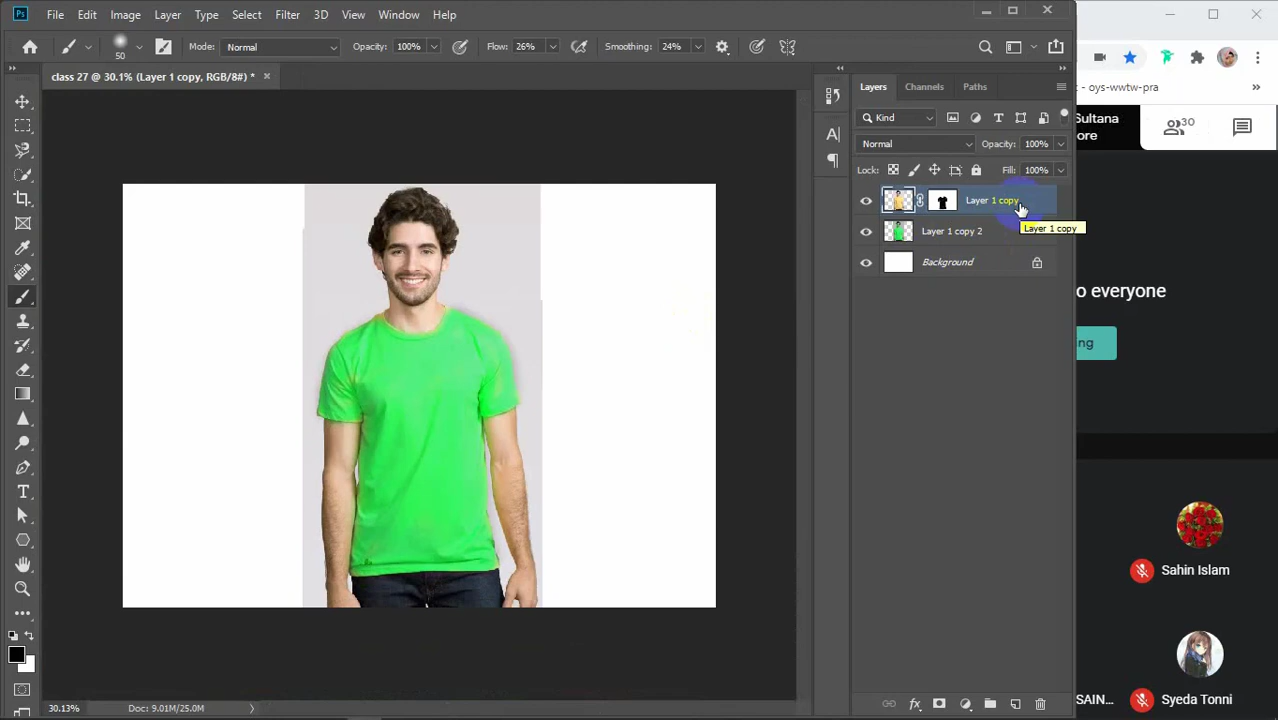 Ps File Edit Image Layer Type Select Filter 3D View Window Help
50 Mode: Normal Opacity: 100% Flow: 26% Smoothing: 24%
class 27 @ 30.1% (Layer 1 copy, RGB/8#) * ×
Layers Channels Paths
Kind
Normal Opacity: 100%
Lock: Fill: 100%
Layer 1 copy
Layer 1 copy
Layer 1 copy 2
Background
30.13% Doc: 9.01M/25.0M
- oys-wwtw-pra
Sultana
ore
30
o everyone
ng
Sahin Islam
SAIN... Syeda Tonni